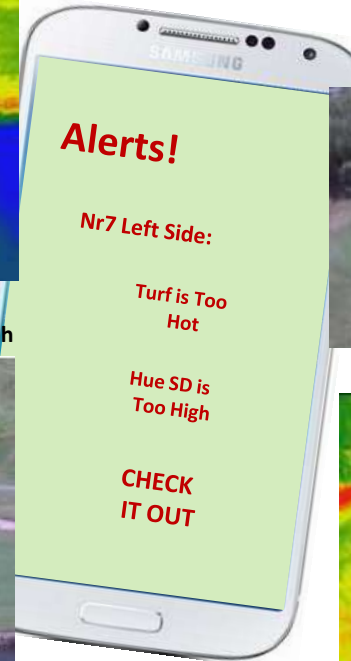 SAMSUNG
Alerts!
Nr7 Left Side:
Turf is Too
Hot
h
Hue SD is
Too High
CHECK
IT OUT